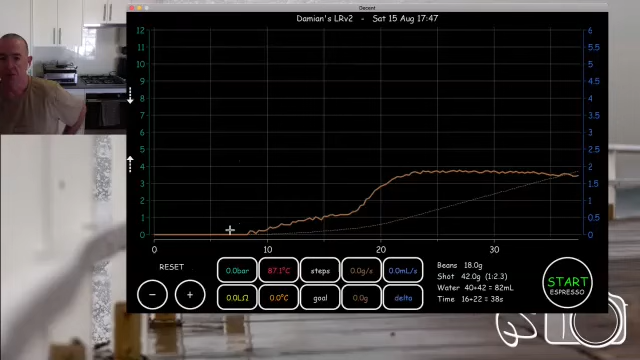 Decent
Damian's LRv2 - Sat 15 Aug 17:47
12
11
10
9
8
7
6
5
4
3
2
1
0
6
5.5
5
4.5
4
3.5
3
2.5
2
1.5
1
0.5
0
0 10 20 30
RESET
- +
0.0bar 87.1°C steps 0.0g/s 0.0mL/s
0.0LΩ 0.0°C goal 0.0g delta
Beans 18.0g
Shot 42.0g (1:2.3)
Water 40+42 = 82mL
Time 16+22 = 38s
START
ESPRESSO